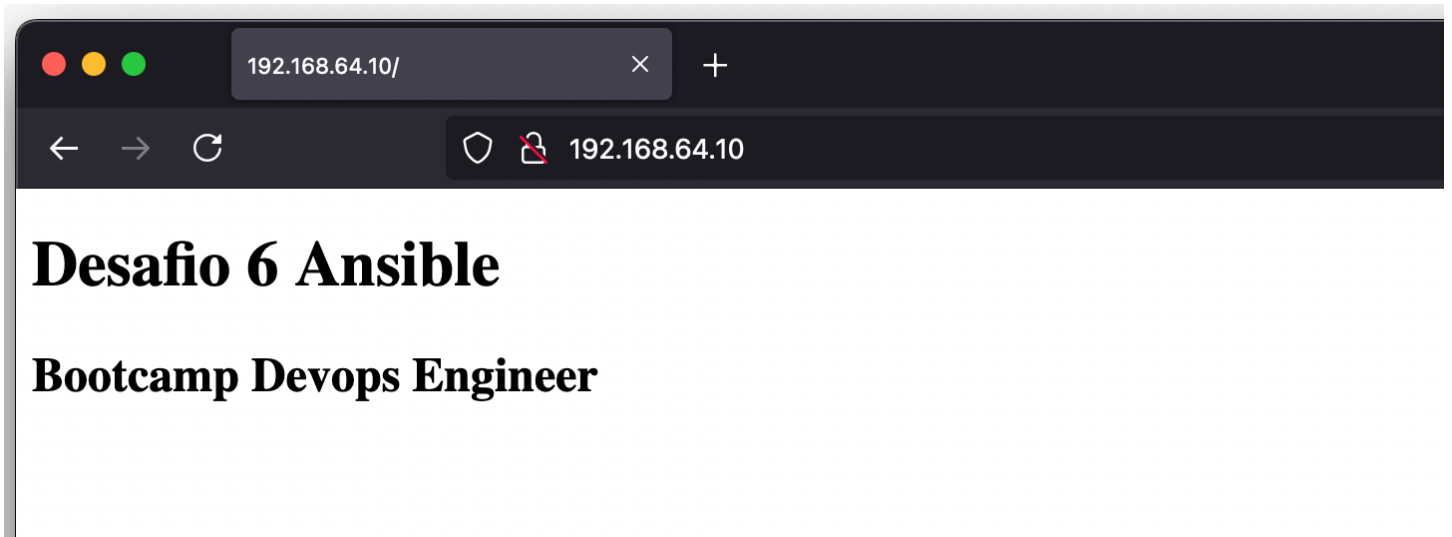 192.168.64.10/
192.168.64.10
Desafio 6 Ansible
Bootcamp Devops Engineer